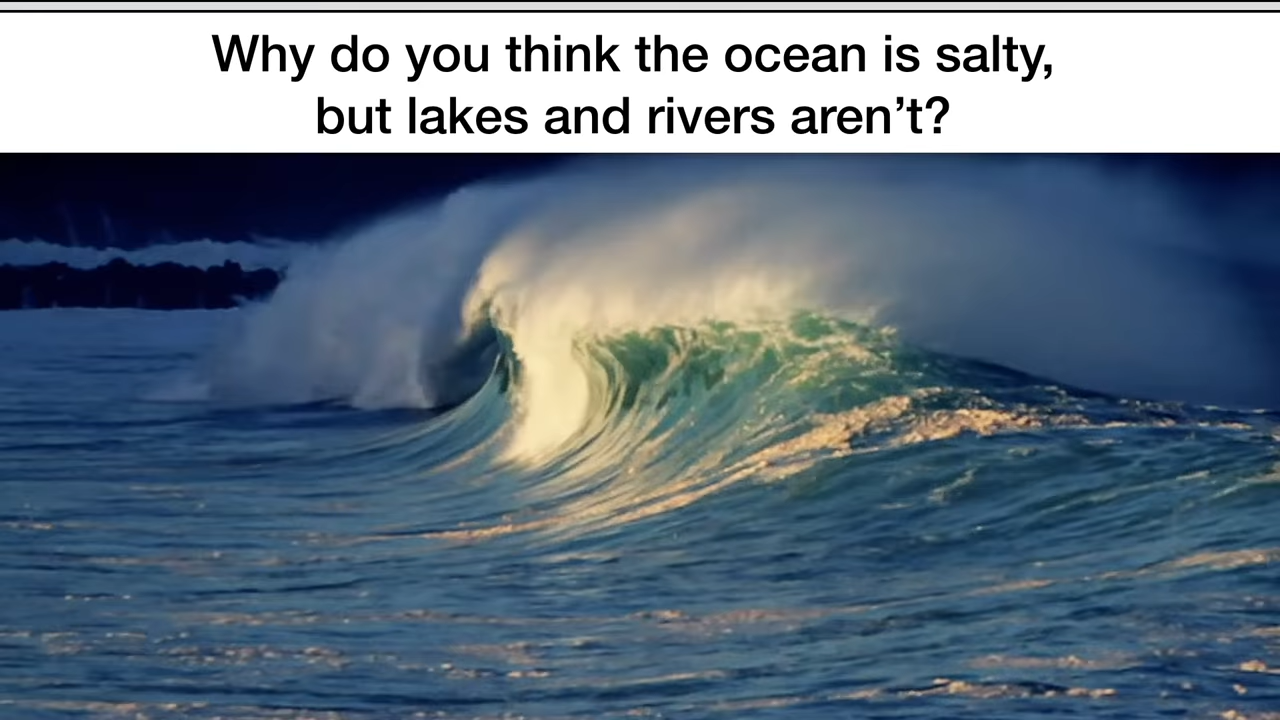 Why do you think the ocean is salty,
but lakes and rivers aren’t?